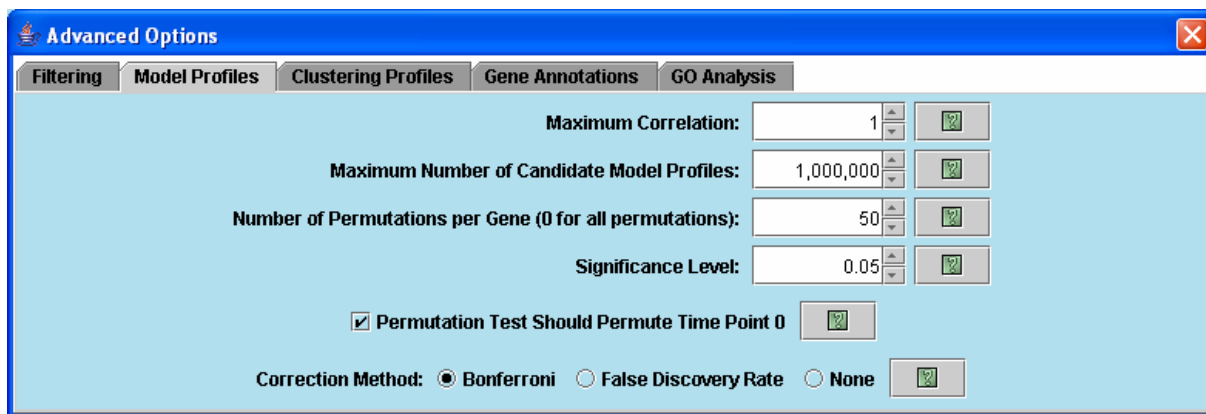 Advanced Options
Filtering Model Profiles Clustering Profiles Gene Annotations GO Analysis
Maximum Correlation: 1
Maximum Number of Candidate Model Profiles: 1,000,000
Number of Permutations per Gene (0 for all permutations): 50
Significance Level: 0.05
Permutation Test Should Permute Time Point 0
Correction Method: Bonferroni False Discovery Rate None